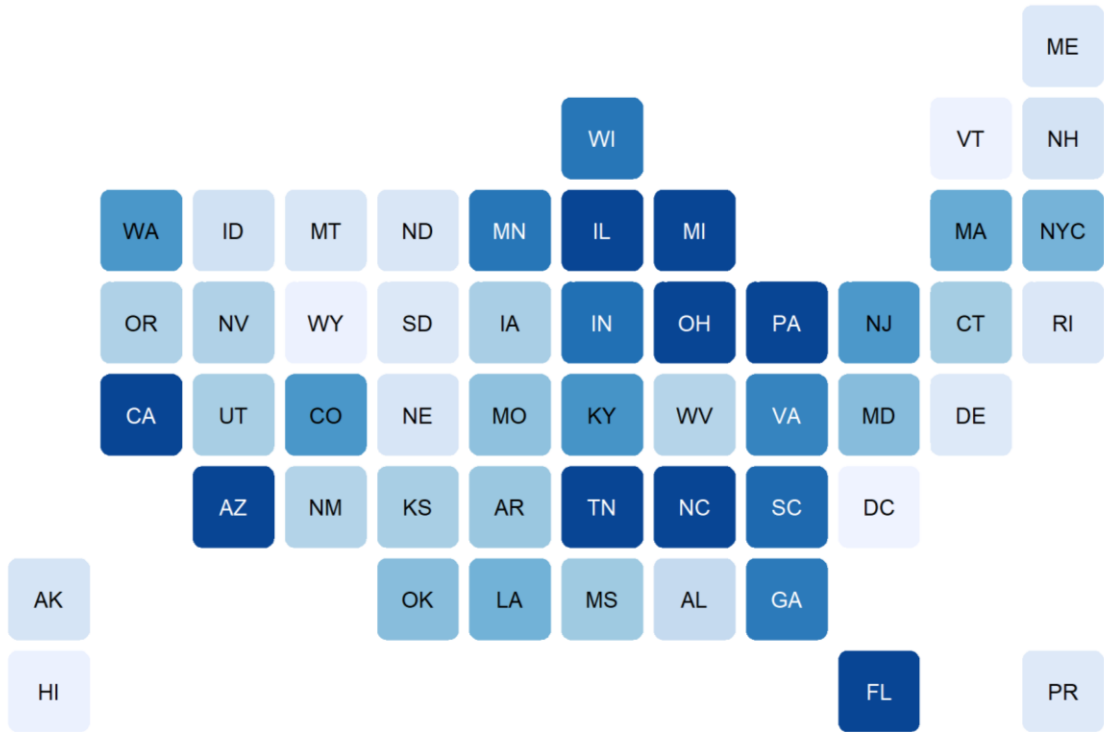 ME
WI VT NH
WA ID MT ND MN IL MI MA NYC
OR NV WY SD IA IN OH PA NJ CT RI
CA UT CO NE MO KY WV VA MD DE
AZ NM KS AR TN NC SC DC
AK OK LA MS AL GA
HI FL PR